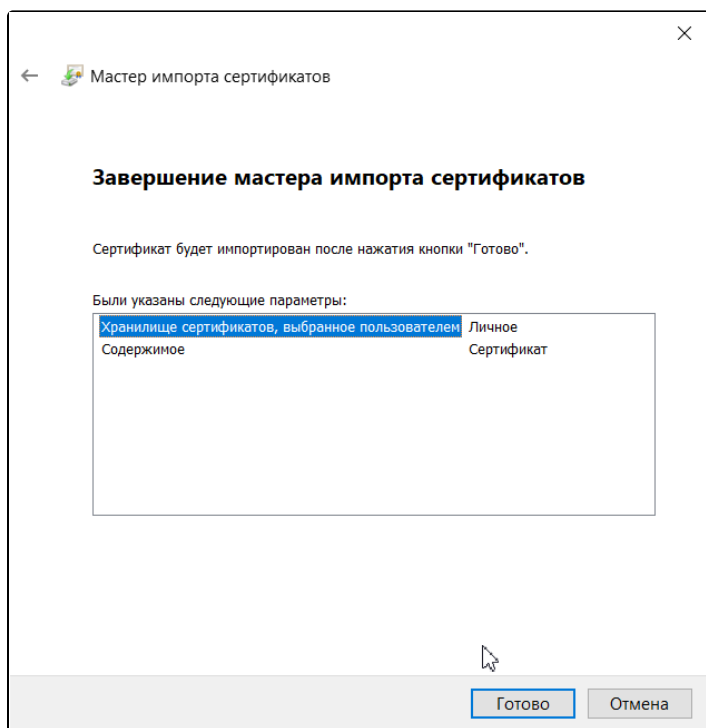 Мастер импорта сертификатов
Завершение мастера импорта сертификатов
Сертификат будет импортирован после нажатия кнопки "Готово".
Были указаны следующие параметры:
Хранилище сертификатов, выбранное пользователем Личное
Содержимое Сертификат
Готово Отмена